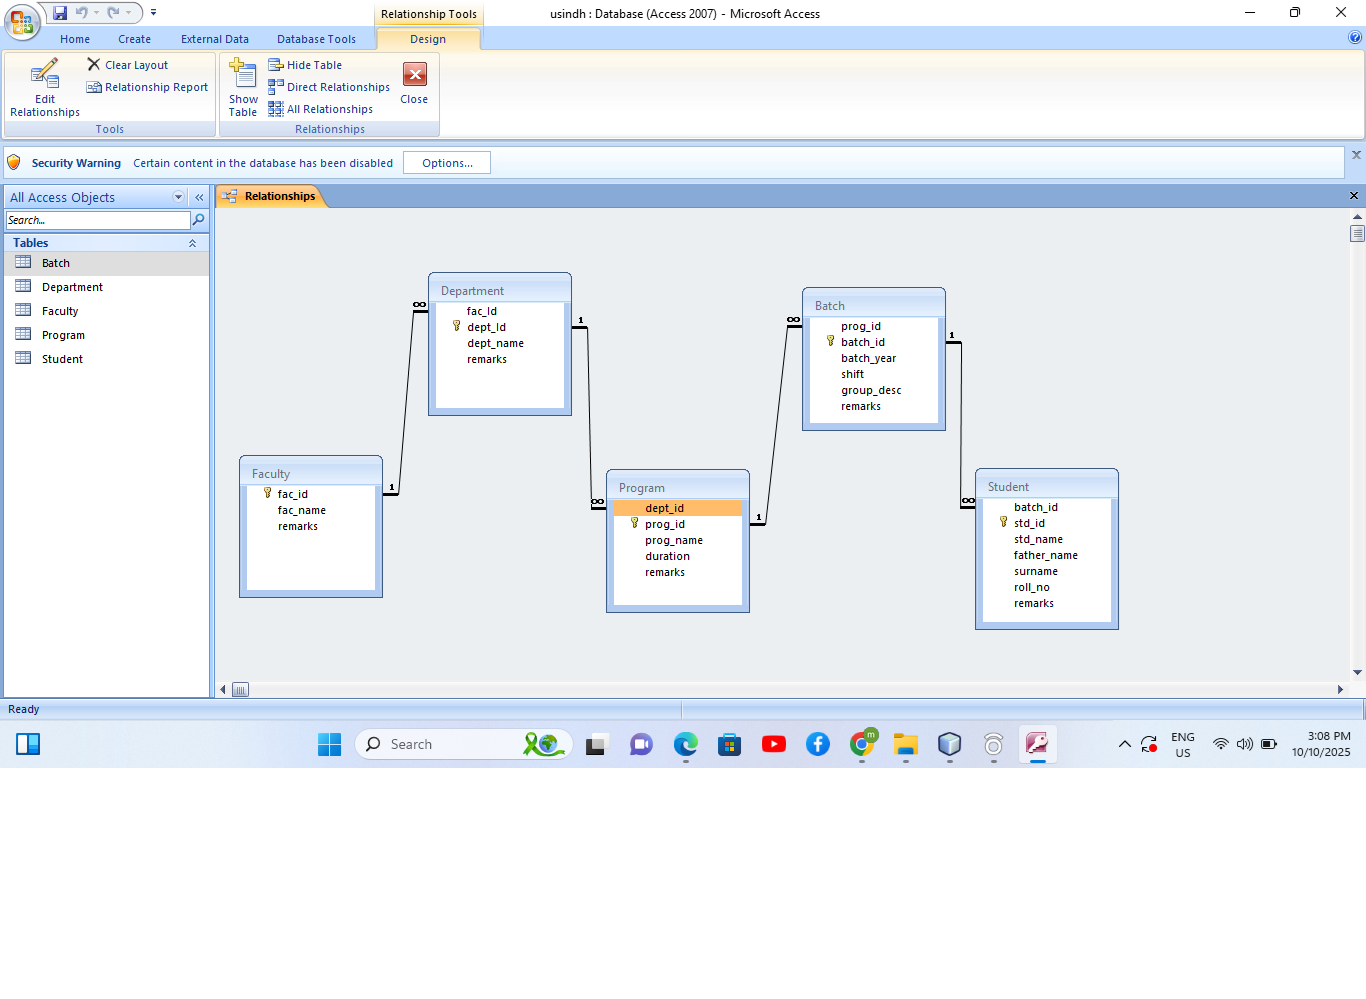 Relationship Tools
usindh : Database (Access 2007) - Microsoft Access
Home
Create
External Data
Database Tools
Design
Edit
Relationships
Clear Layout
Relationship Report
Tools
Show
Table
Hide Table
Direct Relationships
All Relationships
Close
Relationships
Security Warning
Certain content in the database has been disabled
Options...
All Access Objects
«
Search...
Tables
Batch
Department
Faculty
Program
Student
Relationships
Department
fac_Id
dept_Id
dept_name
remarks
∞
1
Batch
prog_id
batch_id
batch_year
shift
group_desc
remarks
∞
1
Faculty
fac_id
fac_name
remarks
1
Program
dept_id
prog_id
prog_name
duration
remarks
∞
1
Student
batch_id
std_id
std_name
father_name
surname
roll_no
remarks
∞
Ready
Search
m
ENG
US
3:08 PM
10/10/2025